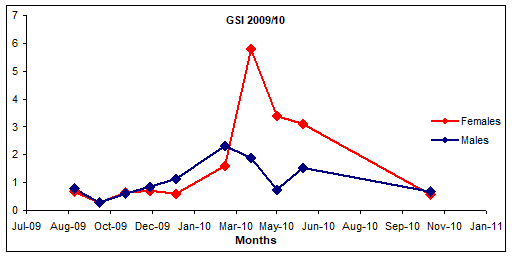 GSI 2009/10
7
6
5
4
3
2
1
0
Jul-09 Aug-09 Oct-09 Dec-09 Jan-10 Mar-10 May-10 Jun-10 Aug-10 Sep-10 Nov-10 Jan-11
Months
Females
Males